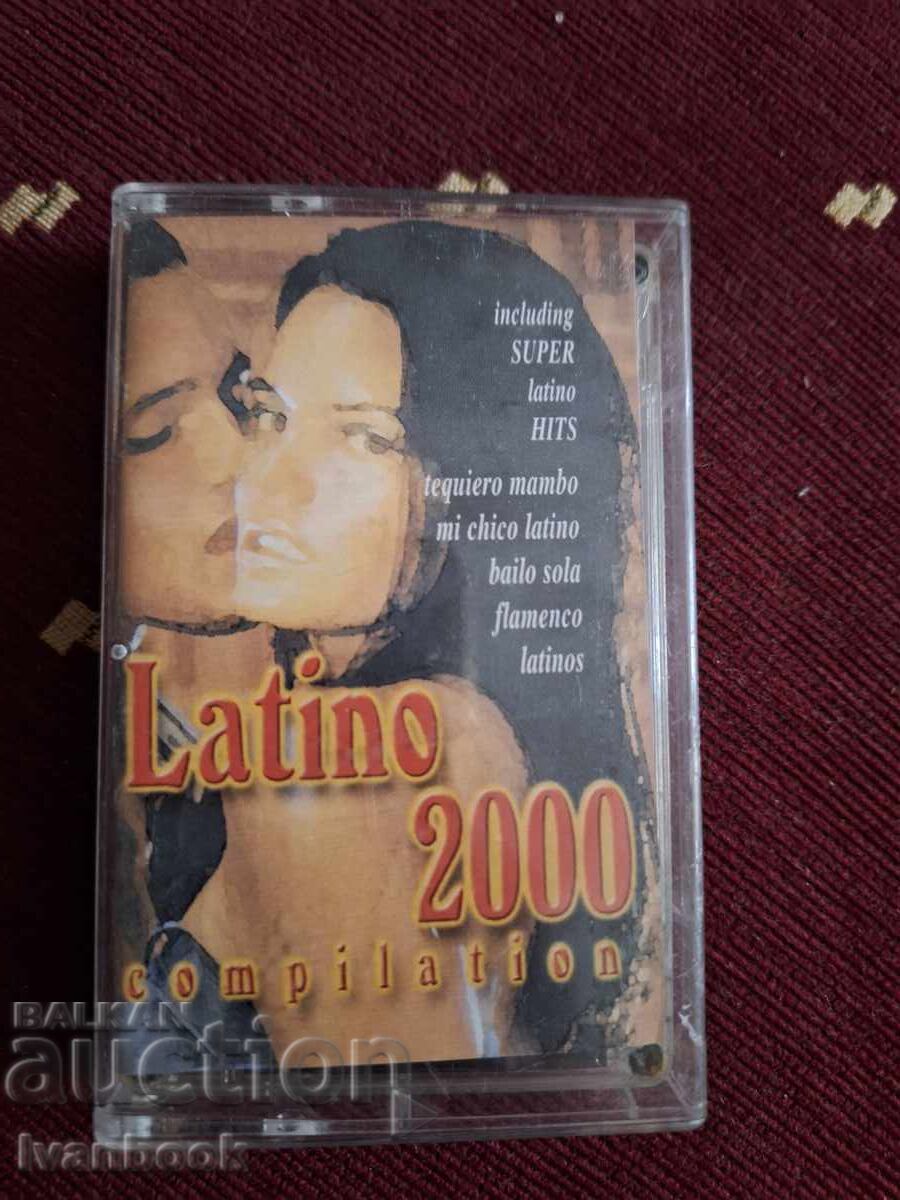 including
SUPER
latino
HITS
tequiero mambo
mi chico latino
bailo sola
flamenco
latinos
Latino
2000
compilation
BALKAN
auction
Ivanbook